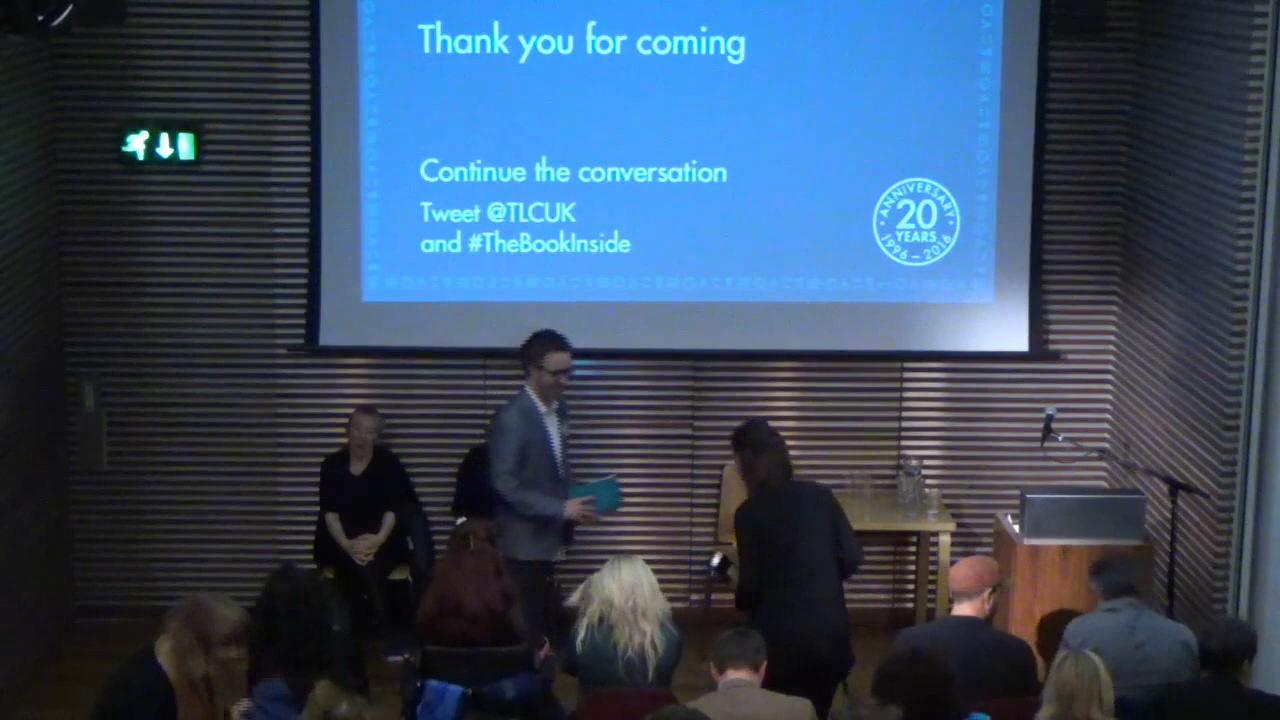 Thank you for coming
Continue the conversation
Tweet @TLCUK
and #TheBookInside
ANNIVERSARY
20
YEARS
1996 – 2016